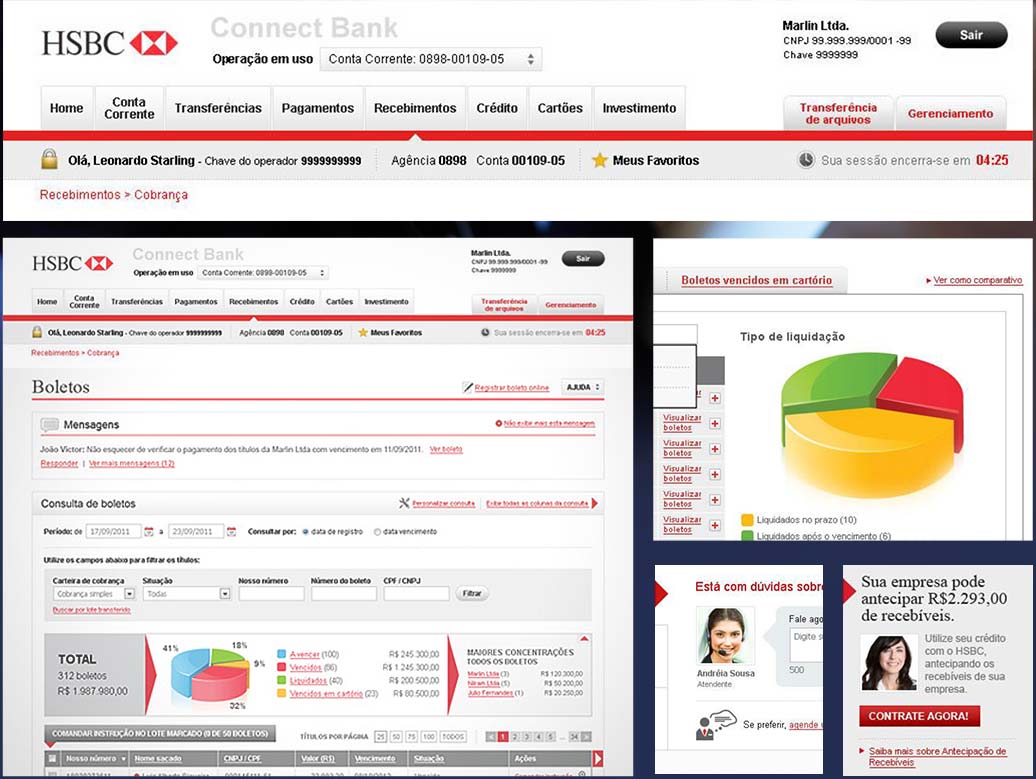 HSBC
Connect Bank
Operação em uso
Conta Corrente: 0898-00109-05
Marlin Ltda.
CNPJ 99.999.999/0001 -99
Chave 9999999
Sair
Home
Conta Corrente
Transferências
Pagamentos
Recebimentos
Crédito
Cartões
Investimento
Transferência de arquivos
Gerenciamento
Olá, Leonardo Starling - Chave do operador 9999999999
Agência 0898 Conta 00109-05
Meus Favoritos
Sua sessão encerra-se em 04:25
Recebimentos > Cobrança
HSBC
Connect Bank
Operação em uso
Conta Corrente: 0898-00109-05
Marlin Ltda.
CNPJ 99.999.999/0001 -99
Chave 9999999
Sair
Home
Conta Corrente
Transferências
Pagamentos
Recebimentos
Crédito
Cartões
Investimento
Transferência de arquivos
Gerenciamento
Olá, Leonardo Starling - Chave do operador 9999999999
Agência 0898 Conta 00109-05
Meus Favoritos
Sua sessão encerra-se em 04:25
Recebimentos > Cobrança
Boletos
Registrar boleto online
AJUDA
Mensagens
Não exibir mais esta mensagem
João Victor: Não esquecer de verificar o pagamento dos títulos da Marlin Ltda com vencimento em 11/09/2011. Ver boleto
Responder | Ver mais mensagens (12)
Consulta de boletos
Personalizar consulta
Exibir todas as colunas da consulta
Período: de 17/09/2011 a 23/09/2011
Consultar por: data de registro data vencimento
Utilize os campos abaixo para filtrar os títulos:
Carteira de cobrança
Situação
Nosso número
Número do boleto
CPF / CNPJ
Cobrança simples
Todas
Filtrar
Buscar por lote transferido
TOTAL
312 boletos
R$ 1.987.980,00
41%
18%
9%
32%
A vencer (100) R$ 245.300,00
Vencidos (86) R$ 1.245.300,00
Liquidados (40) R$ 200.500,00
Vencidos em cartório (23) R$ 80.500,00
MAIORES CONCENTRAÇÕES
TODOS OS BOLETOS
Marlin Ltda (3) R$ 120.300,00
Niram Ltda (5) R$ 50.200,00
Julio Fernandes (1) R$ 20.250,00
COMANDAR INSTRUÇÃO NO LOTE MARCADO (0 DE 50 BOLETOS)
TÍTULOS POR PÁGINA 25 50 75 100 TODOS
1 2 3 4 5 ... 34
Nosso número
Nome sacado
CNPJ / CPF
Valor (R$)
Vencimento
Situação
Ações
Boletos vencidos em cartório
Ver como comparativo
Tipo de liquidação
Visualizar boletos
Visualizar boletos
Visualizar boletos
Visualizar boletos
Visualizar boletos
Liquidados no prazo (10)
Liquidados após o vencimento (6)
Está com dúvidas sobre
Fale ago
Digite s
500
Andréia Sousa
Atendente
Se preferir, agende u
Sua empresa pode
antecipar R$2.293,00
de recebíveis.
Utilize seu crédito
com o HSBC,
antecipando os
recebíveis de sua
empresa.
CONTRATE AGORA!
Saiba mais sobre Antecipação de
Recebíveis